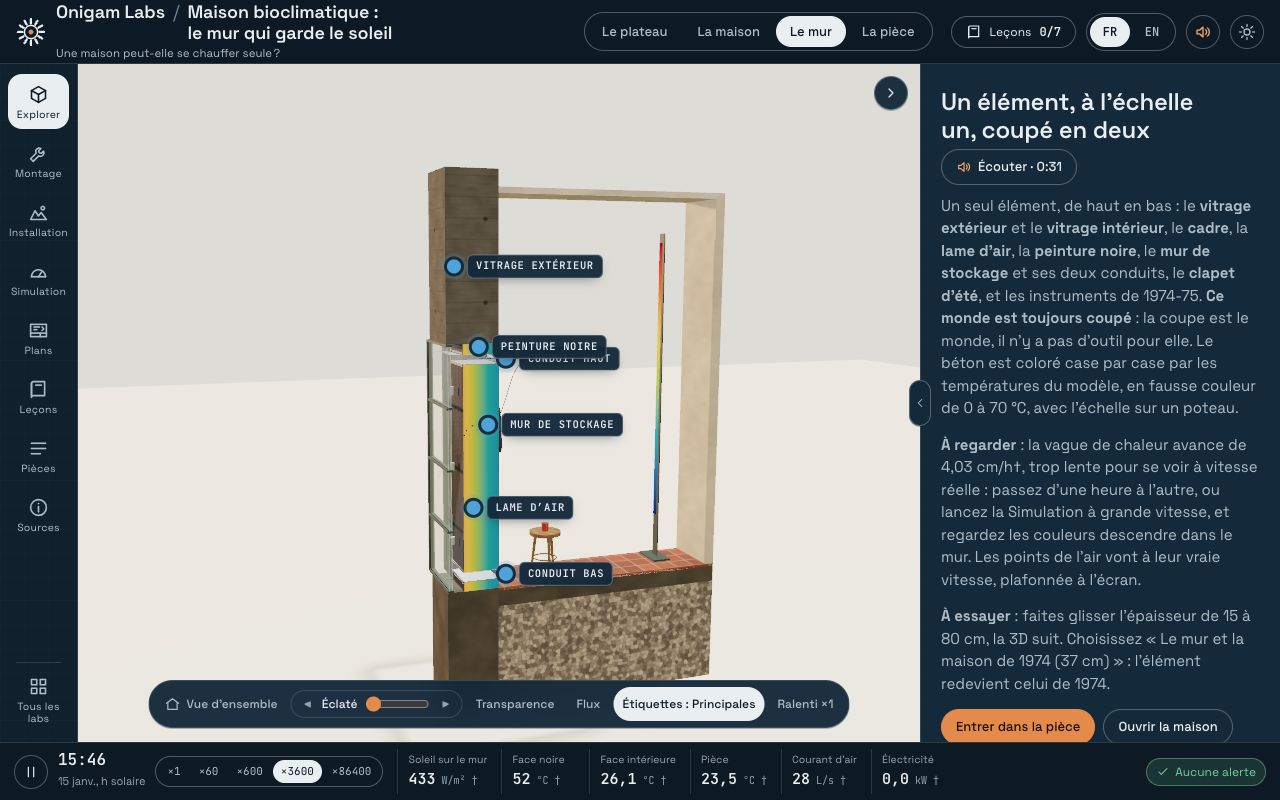 Onigam Labs / Maison bioclimatique :
le mur qui garde le soleil
Une maison peut-elle se chauffer seule ?
Le plateau
La maison
Le mur
La pièce
Leçons 0/7
FR
EN
Explorer
Montage
Installation
Simulation
Plans
Leçons
Pièces
Sources
Tous les
labs
VITRAGE EXTÉRIEUR
PEINTURE NOIRE
CONDUIT HAUT
MUR DE STOCKAGE
LAME D’AIR
CONDUIT BAS
Vue d’ensemble
Éclaté
Transparence
Flux
Étiquettes : Principales
Ralenti ×1
Un élément, à l’échelle
un, coupé en deux
Écouter · 0:31
Un seul élément, de haut en bas : le vitrage
extérieur et le vitrage intérieur, le cadre, la
lame d’air, la peinture noire, le mur de
stockage et ses deux conduits, le clapet
d’été, et les instruments de 1974-75. Ce
monde est toujours coupé : la coupe est le
monde, il n’y a pas d’outil pour elle. Le
béton est coloré case par case par les
températures du modèle, en fausse couleur
de 0 à 70 °C, avec l’échelle sur un poteau.
À regarder : la vague de chaleur avance de
4,03 cm/h†, trop lente pour se voir à vitesse
réelle : passez d’une heure à l’autre, ou
lancez la Simulation à grande vitesse, et
regardez les couleurs descendre dans le
mur. Les points de l’air vont à leur vraie
vitesse, plafonnée à l’écran.
À essayer : faites glisser l’épaisseur de 15 à
80 cm, la 3D suit. Choisissez « Le mur et la
maison de 1974 (37 cm) » : l’élément
redevient celui de 1974.
Entrer dans la pièce
Ouvrir la maison
15:46
15 janv., h solaire
×1
×60
×600
×3600
×86400
Soleil sur le mur
433 W/m² †
Face noire
52 °C †
Face intérieure
26,1 °C †
Pièce
23,5 °C †
Courant d’air
28 L/s †
Électricité
0,0 kW †
Aucune alerte